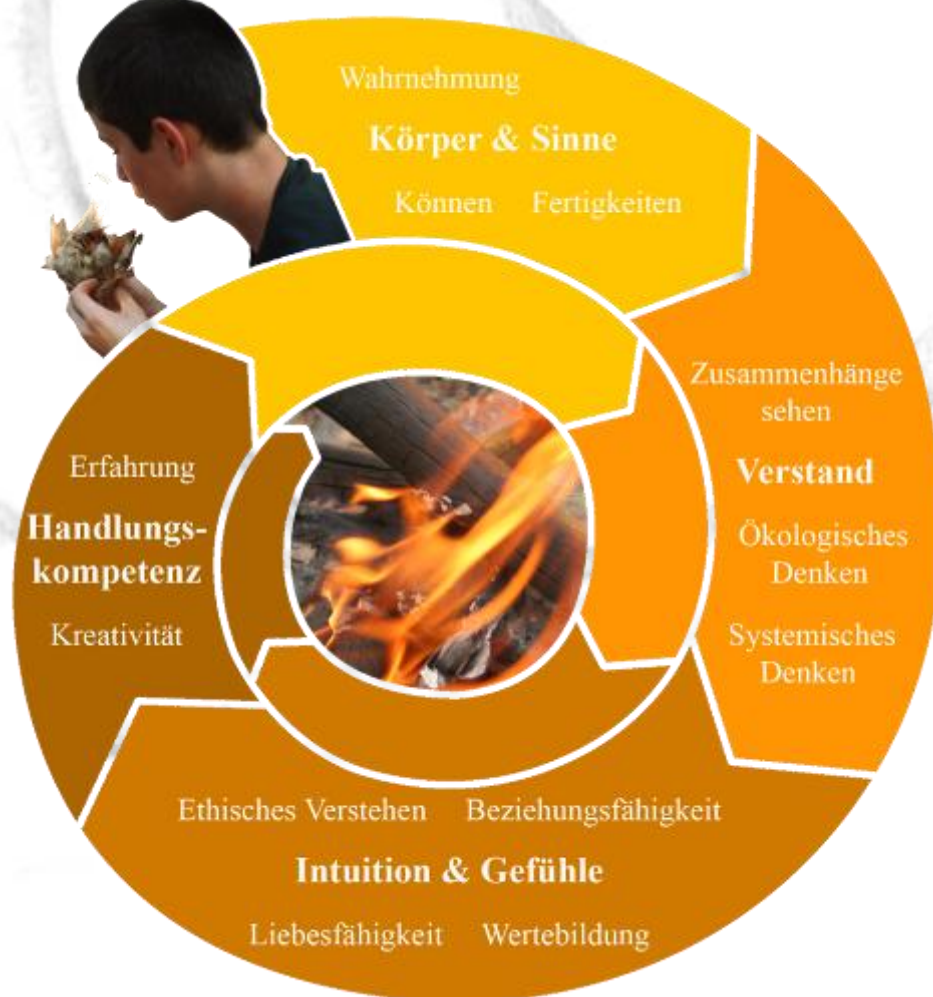 Wahrnehmung
Körper & Sinne
Können Fertigkeiten
Zusammenhänge
sehen
Verstand
Ökologisches
Denken
Systemisches
Denken
Ethisches Verstehen Beziehungsfähigkeit
Intuition & Gefühle
Liebesfähigkeit Wertebildung
Erfahrung
Handlungs-
kompetenz
Kreativität